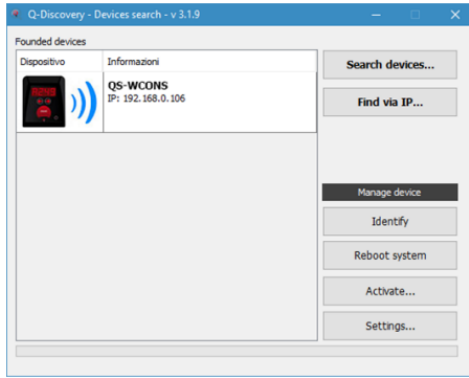 Q-Discovery - Devices search - v 3.1.9
Founded devices
Dispositivo Informazioni
QS-WCONS
IP: 192.168.0.106
Search devices...
Find via IP...
Manage device
Identify
Reboot system
Activate...
Settings...